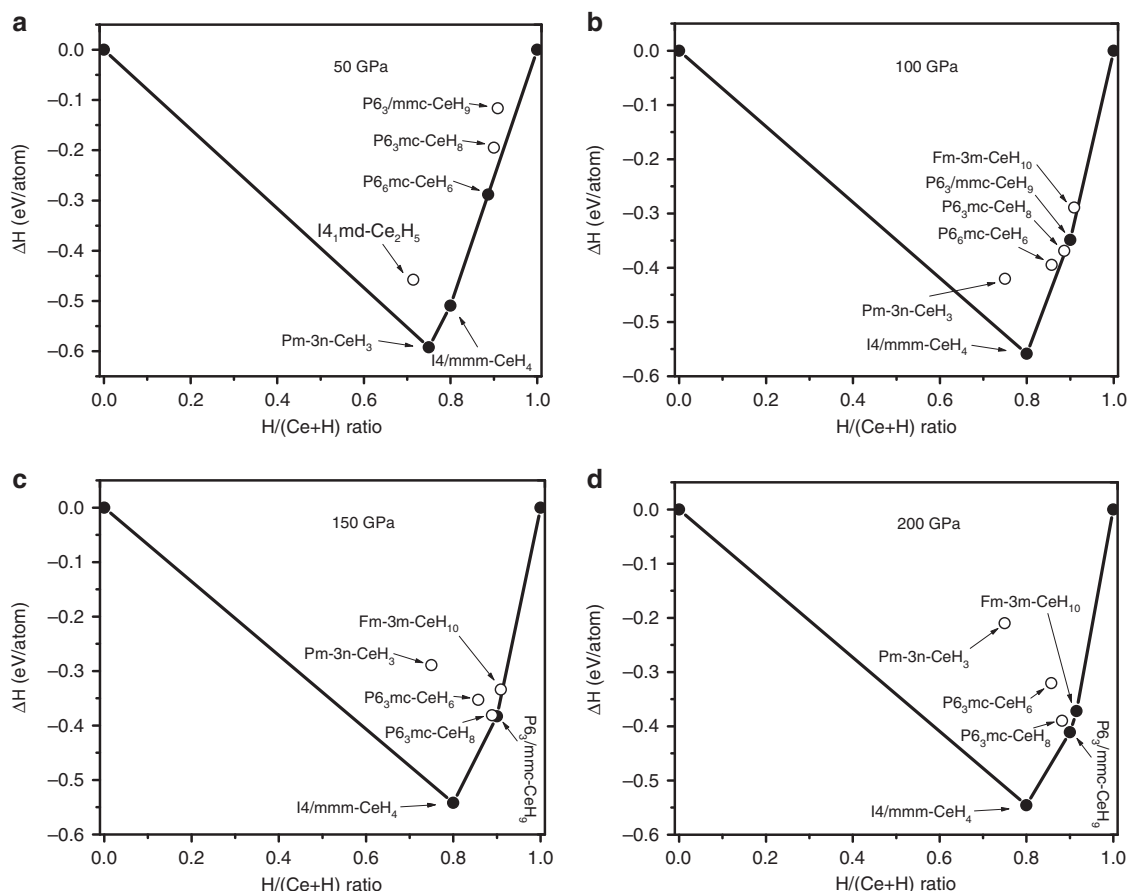 a
50 GPa
0.0
−0.1
−0.2
−0.3
−0.4
−0.5
−0.6
ΔH (eV/atom)
P6₃/mmc-CeH₉
P6₃mc-CeH₈
P6₆mc-CeH₆
I4₁md-Ce₂H₅
Pm-3n-CeH₃
I4/mmm-CeH₄
0.0 0.2 0.4 0.6 0.8 1.0
H/(Ce+H) ratio
b
100 GPa
0.0
−0.1
−0.2
−0.3
−0.4
−0.5
−0.6
ΔH (eV/atom)
Fm-3m-CeH₁₀
P6₃/mmc-CeH₉
P6₃mc-CeH₈
P6₆mc-CeH₆
Pm-3n-CeH₃
I4/mmm-CeH₄
0.0 0.2 0.4 0.6 0.8 1.0
H/(Ce+H) ratio
c
150 GPa
0.0
−0.1
−0.2
−0.3
−0.4
−0.5
−0.6
ΔH (eV/atom)
Fm-3m-CeH₁₀
Pm-3n-CeH₃
P6₃mc-CeH₆
P6₃mc-CeH₈
P6₃/mmc-CeH₉
I4/mmm-CeH₄
0.0 0.2 0.4 0.6 0.8 1.0
H/(Ce+H) ratio
d
200 GPa
0.0
−0.1
−0.2
−0.3
−0.4
−0.5
−0.6
ΔH (eV/atom)
Fm-3m-CeH₁₀
Pm-3n-CeH₃
P6₃mc-CeH₆
P6₃mc-CeH₈
P6₃/mmc-CeH₉
I4/mmm-CeH₄
0.0 0.2 0.4 0.6 0.8 1.0
H/(Ce+H) ratio